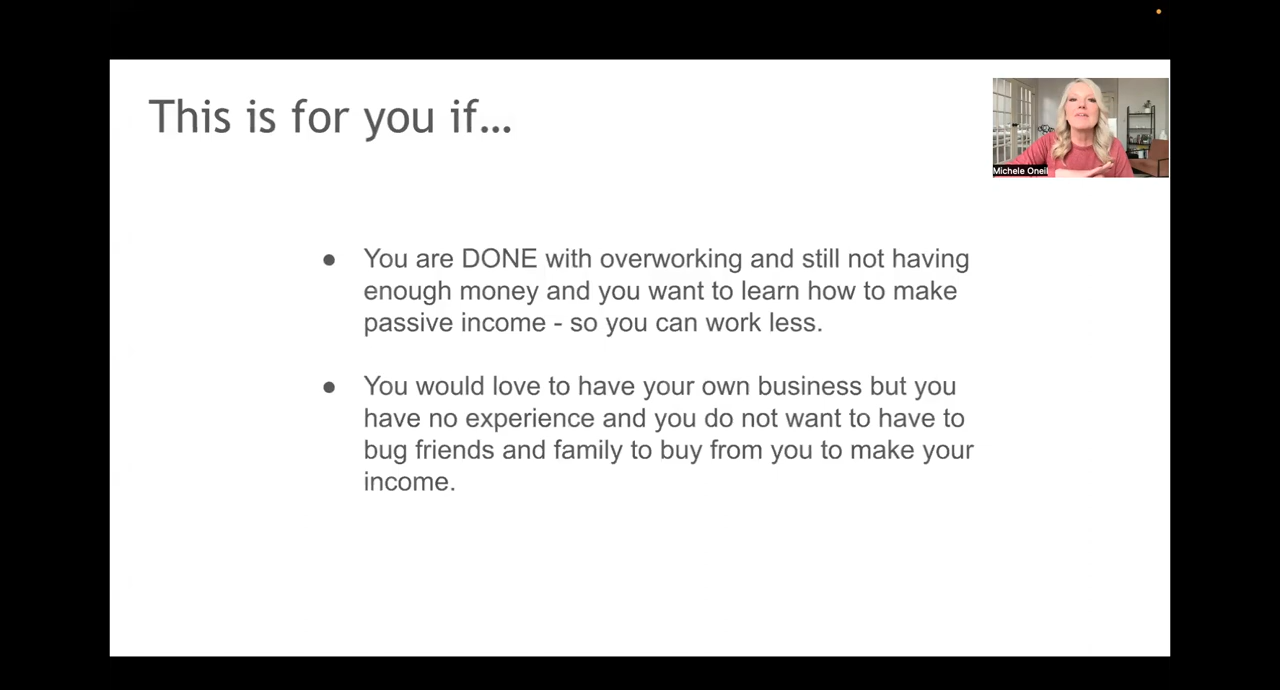 This is for you if...
Michele Oneil
● You are DONE with overworking and still not having
enough money and you want to learn how to make
passive income - so you can work less.
● You would love to have your own business but you
have no experience and you do not want to have to
bug friends and family to buy from you to make your
income.